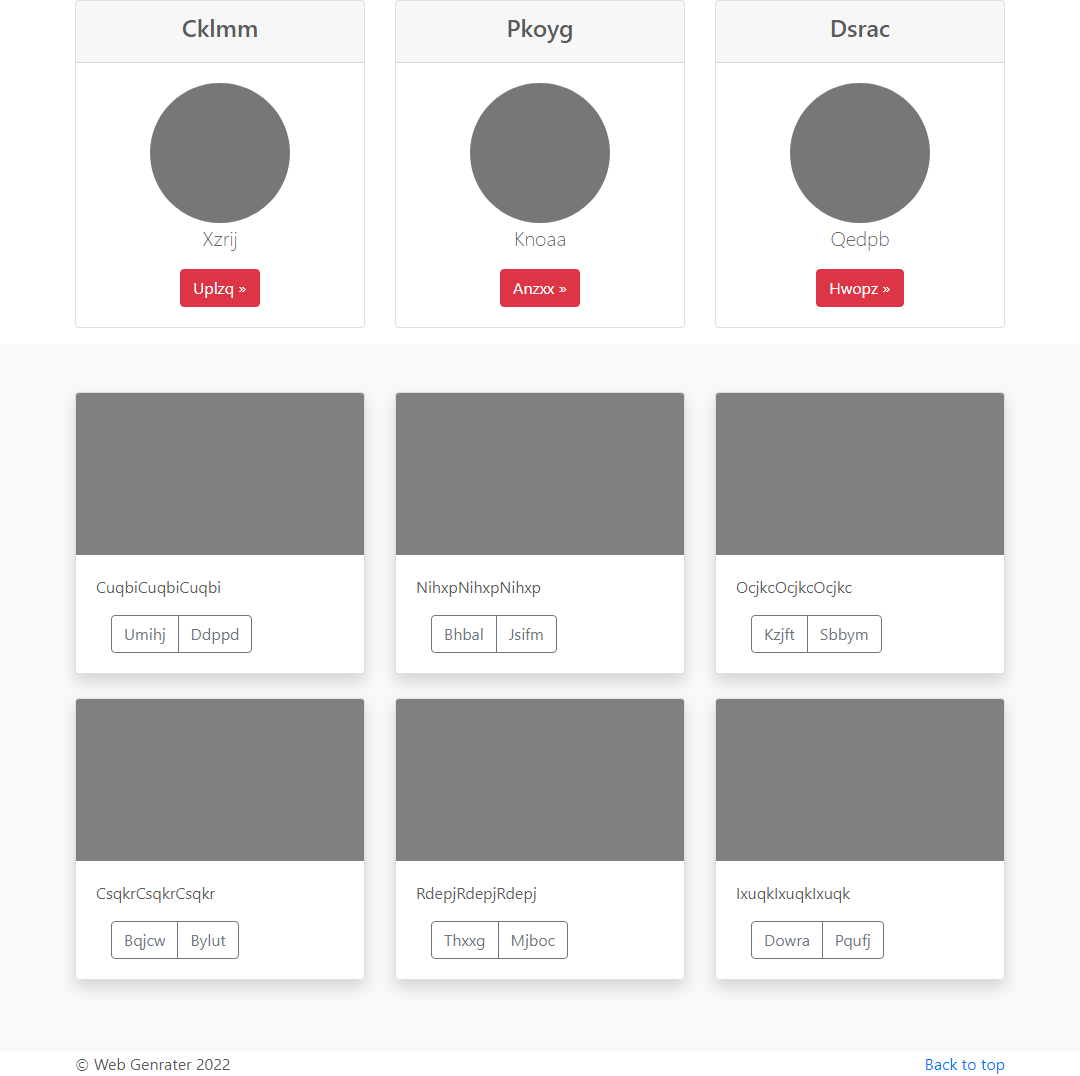 Cklmm
Pkoyg
Dsrac
Xzrij
Knoaa
Qedpb
Uplzq »
Anzxx »
Hwopz »
CuqbiCuqbiCuqbi
NihxpNihxpNihxp
OcjkcOcjkcOcjkc
Umihj Ddppd
Bhbal Jsifm
Kzjft Sbbym
CsqkrCsqkrCsqkr
RdepjRdepjRdepj
IxuqkIxuqkIxuqk
Bqjcw Bylut
Thxxg Mjboc
Dowra Pqufj
© Web Genrater 2022
Back to top